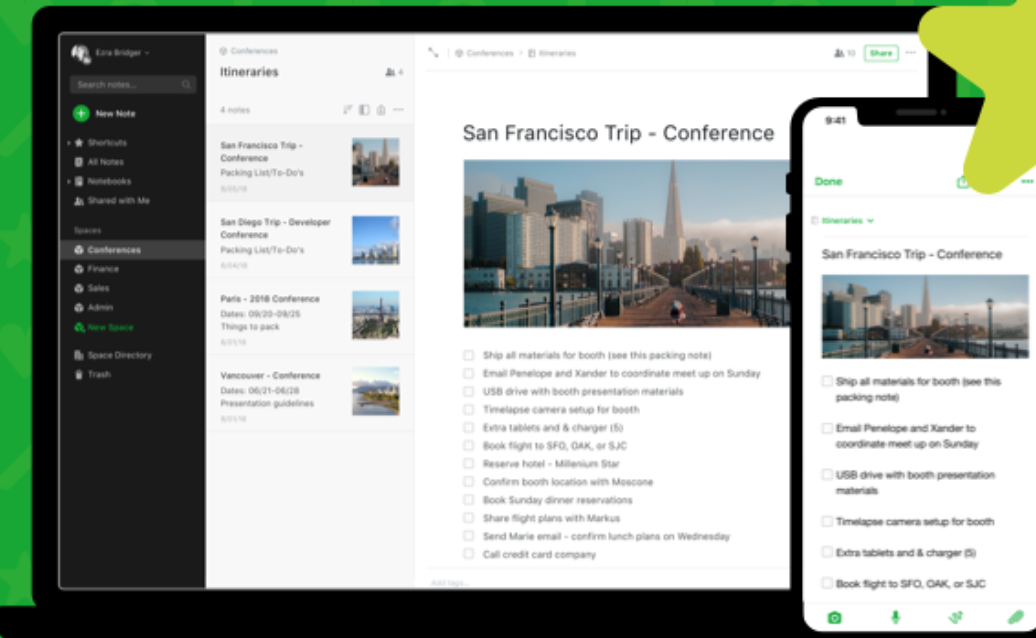 Ezra Bridger
Search notes...
New Note
Shortcuts
All Notes
Notebooks
Shared with Me
Spaces
Conferences
Finance
Sales
Admin
New Space
Space Directory
Trash
Conferences
Itineraries
4
4 notes
San Francisco Trip -
Conference
Packing List/To-Do's
San Diego Trip - Developer
Conference
Packing List/To-Do's
Paris - 2018 Conference
Dates: 09/20-09/25
Things to pack
Vancouver - Conference
Dates: 06/21-06/28
Presentation guidelines
Conferences > Itineraries
10
Share
San Francisco Trip - Conference
Ship all materials for booth (see this packing note)
Email Penelope and Xander to coordinate meet up on Sunday
USB drive with booth presentation materials
Timelapse camera setup for booth
Extra tablets and & charger (5)
Book flight to SFO, OAK, or SJC
Reserve hotel - Millenium Star
Confirm booth location with Moscone
Book Sunday dinner reservations
Share flight plans with Markus
Send Marie email - confirm lunch plans on Wednesday
Call credit card company
Add tags...
9:41
Done
Itineraries
San Francisco Trip - Conference
Ship all materials for booth (see this
packing note)
Email Penelope and Xander to
coordinate meet up on Sunday
USB drive with booth presentation
materials
Timelapse camera setup for booth
Extra tablets and & charger (5)
Book flight to SFO, OAK, or SJC